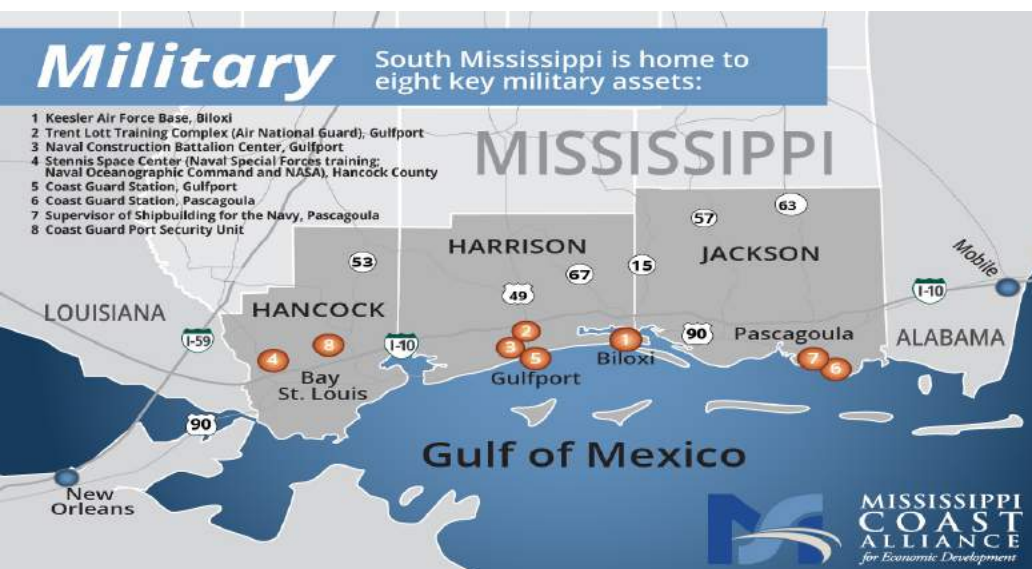 Military
South Mississippi is home to
eight key military assets:
1 Keesler Air Force Base, Biloxi
2 Trent Lott Training Complex (Air National Guard), Gulfport
3 Naval Construction Battalion Center, Gulfport
4 Stennis Space Center (Naval Special Forces training;
Naval Oceanographic Command and NASA), Hancock County
5 Coast Guard Station, Gulfport
6 Coast Guard Station, Pascagoula
7 Supervisor of Shipbuilding for the Navy, Pascagoula
8 Coast Guard Port Security Unit
MISSISSIPPI
63
57
HARRISON
JACKSON
Mobile
53
67
15
I-10
49
LOUISIANA
HANCOCK
I-59
I-10
90
Pascagoula
ALABAMA
2
1
8
3
5
4
7
6
Biloxi
Bay
St. Louis
Gulfport
90
Gulf of Mexico
New
Orleans
MS
MISSISSIPPI
COAST
ALLIANCE
for Economic Development